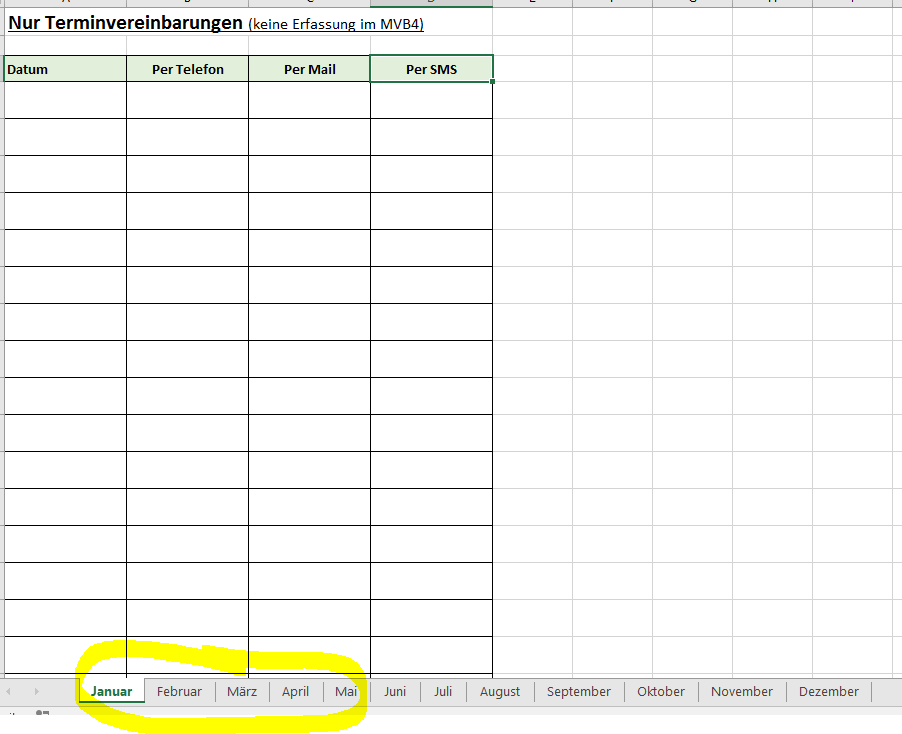 Nur Terminvereinbarungen (keine Erfassung im MVB4)
Datum Per Telefon Per Mail Per SMS
Januar Februar März April Mai Juni Juli August September Oktober November Dezember